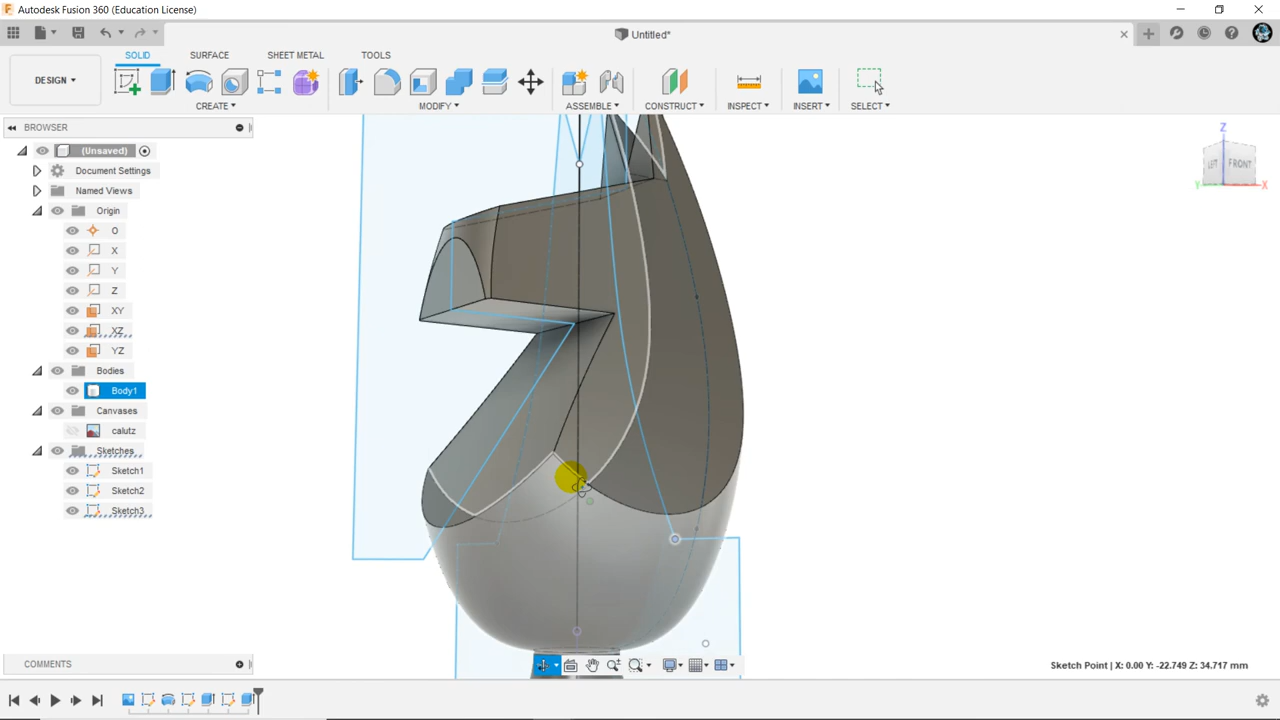 Autodesk Fusion 360 (Education License)
Untitled*
SOLID SURFACE SHEET METAL TOOLS
DESIGN
CREATE MODIFY ASSEMBLE CONSTRUCT INSPECT INSERT SELECT
BROWSER
(Unsaved)
Document Settings
Named Views
Origin
O
X
Y
Z
XY
XZ
YZ
Bodies
Body1
Canvases
calutz
Sketches
Sketch1
Sketch2
Sketch3
Z
LEFT FRONT
Y X
COMMENTS
Sketch Point | X: 0.00 Y: -22.749 Z: 34.717 mm